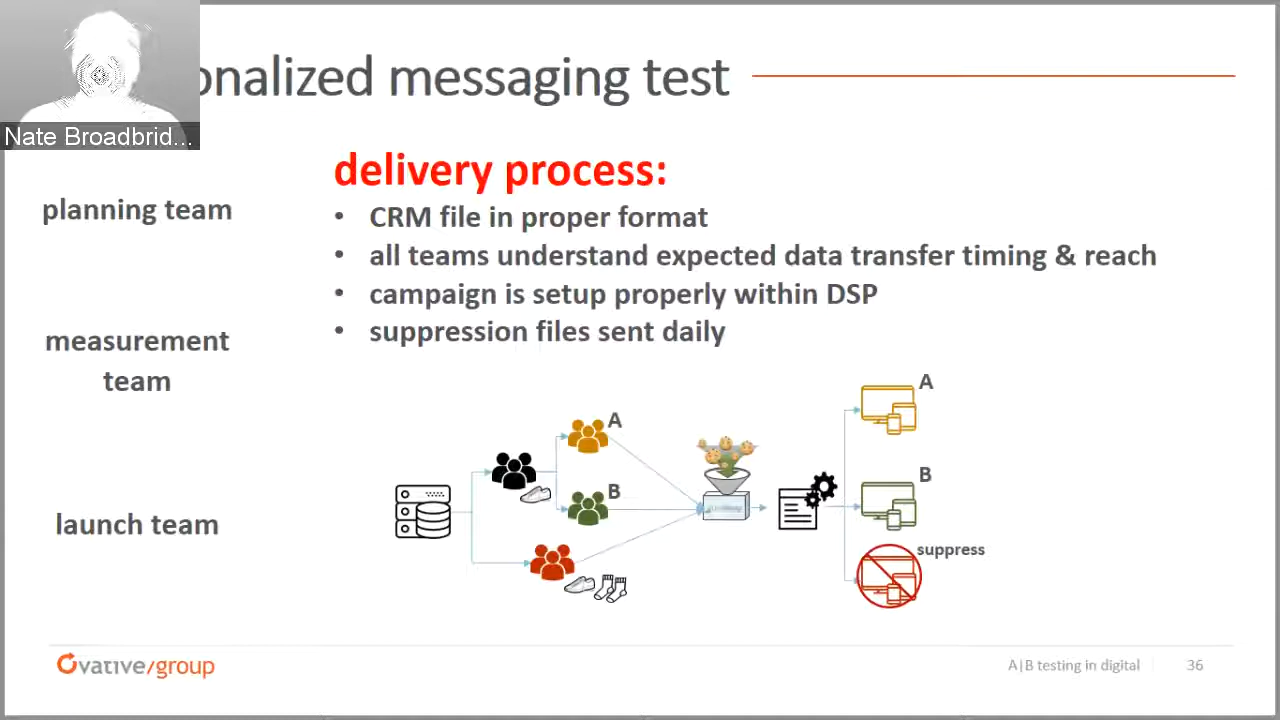 onalized messaging test
Nate Broadbrid...
delivery process:
planning team
• CRM file in proper format
• all teams understand expected data transfer timing & reach
• campaign is setup properly within DSP
• suppression files sent daily
measurement
team
A
A
B
B
launch team
suppress
Ovative/group
A|B testing in digital
36